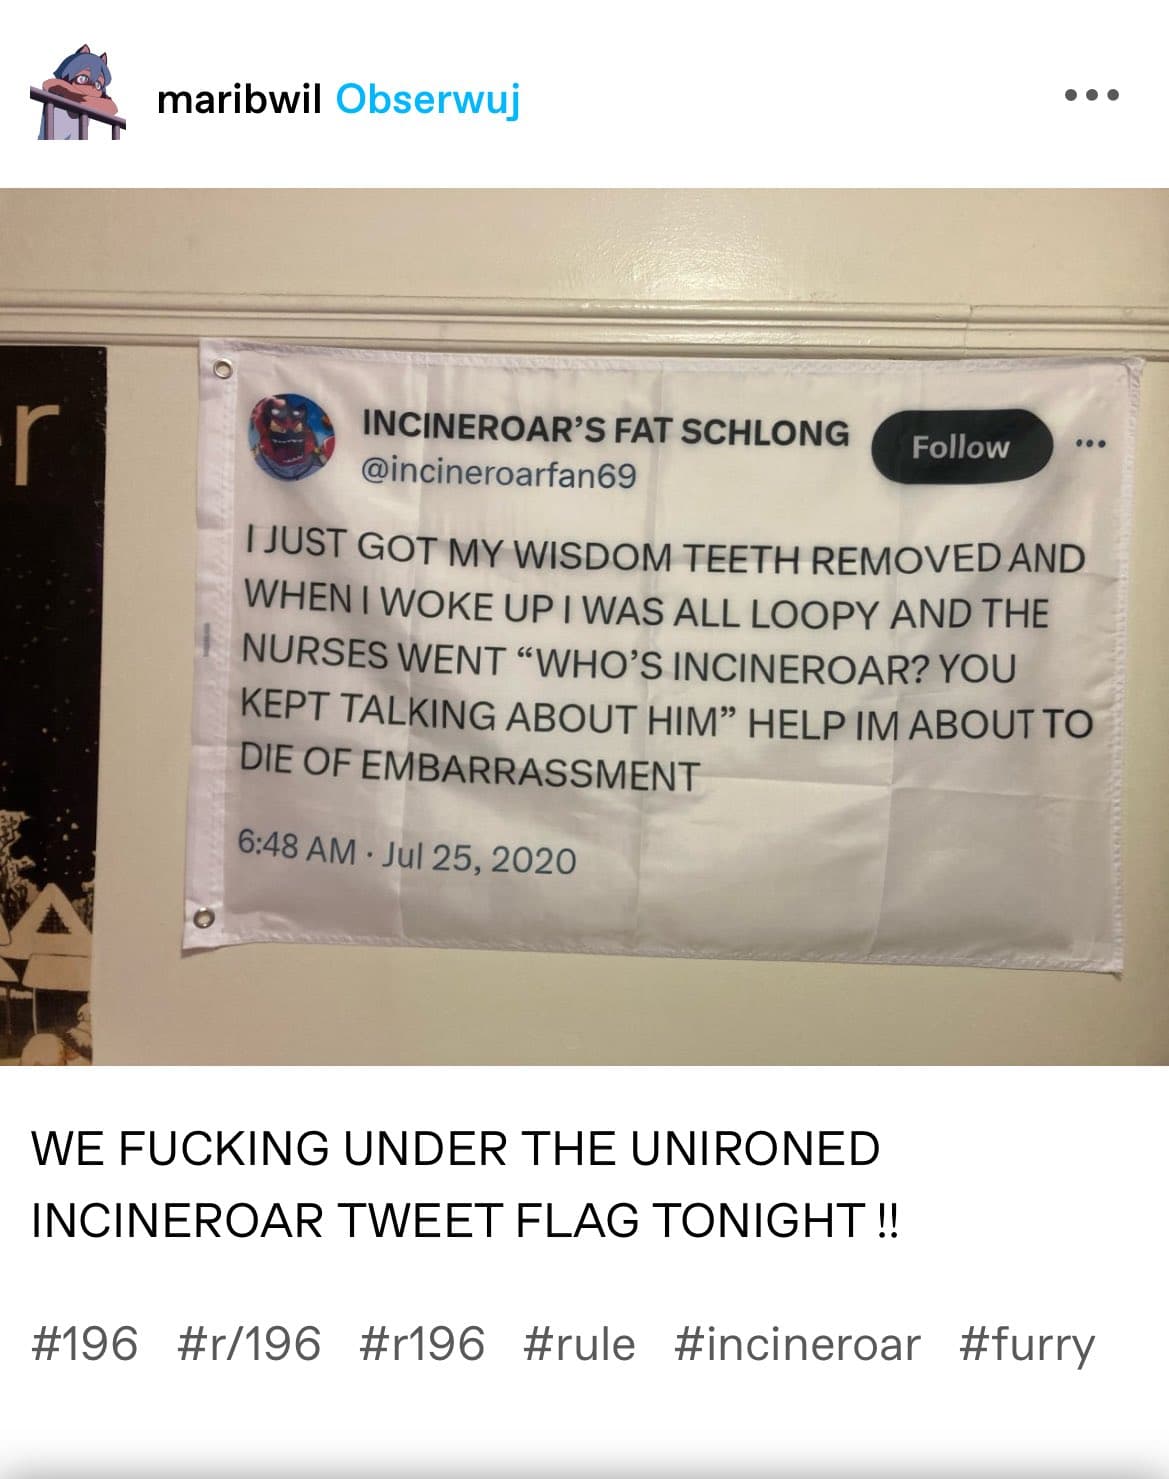 maribwil Obserwuj
r
INCINEROAR’S FAT SCHLONG
Follow
@incineroarfan69
I JUST GOT MY WISDOM TEETH REMOVED AND
WHEN I WOKE UP I WAS ALL LOOPY AND THE
NURSES WENT “WHO’S INCINEROAR? YOU
KEPT TALKING ABOUT HIM” HELP IM ABOUT TO
DIE OF EMBARRASSMENT
6:48 AM · Jul 25, 2020
WE FUCKING UNDER THE UNIRONED
INCINEROAR TWEET FLAG TONIGHT !!
#196 #r/196 #r196 #rule #incineroar #furry